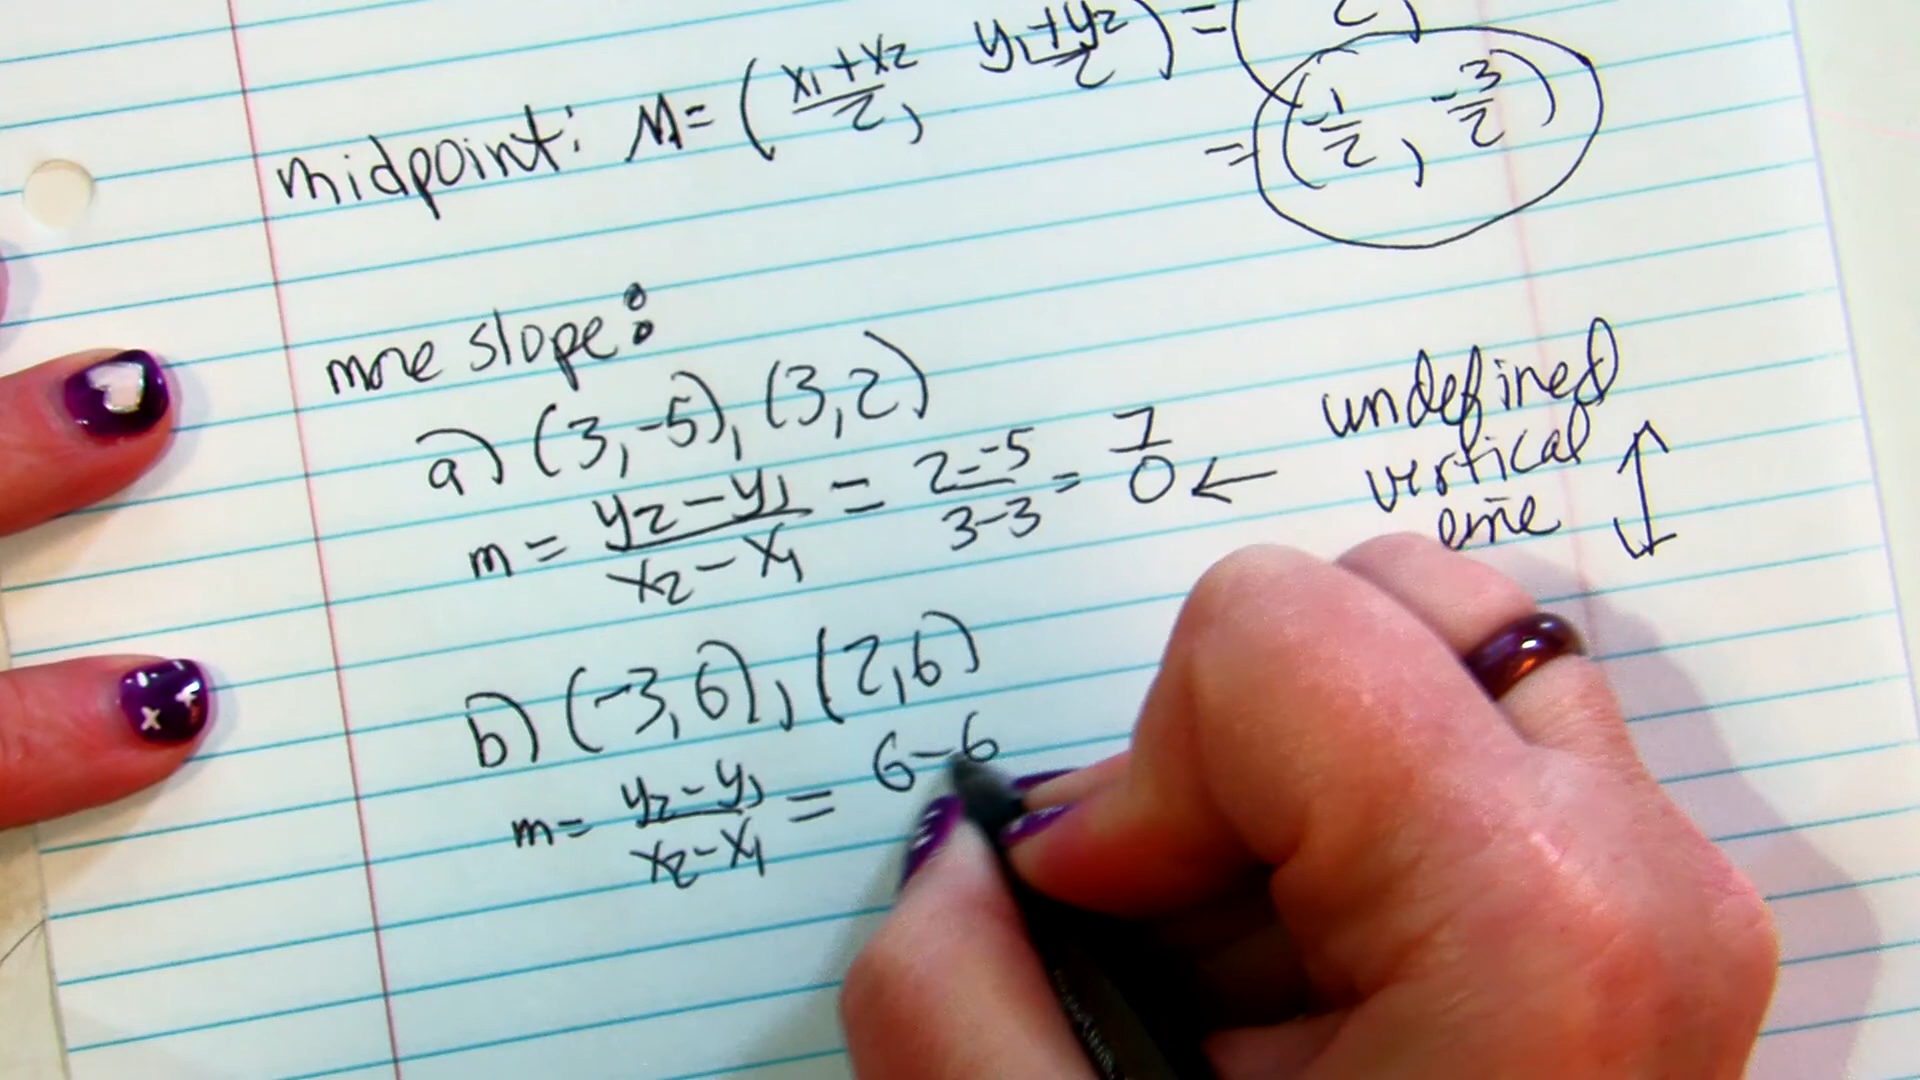 midpoint: M = (x₁+x₂/2, y₁+y₂/2) = ( 2 )
= (-1/2, -3/2)
more slope:
a) (3,-5), (3,2)
m = y₂-y₁/x₂-x₁ = 2--5/3-3 = 7/0 ← undefined
vertical
line
b) (-3,6), (2,6)
m = y₂-y₁/x₂-x₁ = 6-6